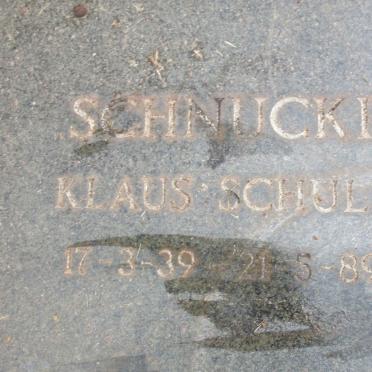 „SCHNUCKI
KLAUS SCHUL
17-3-39 - 21-5-89